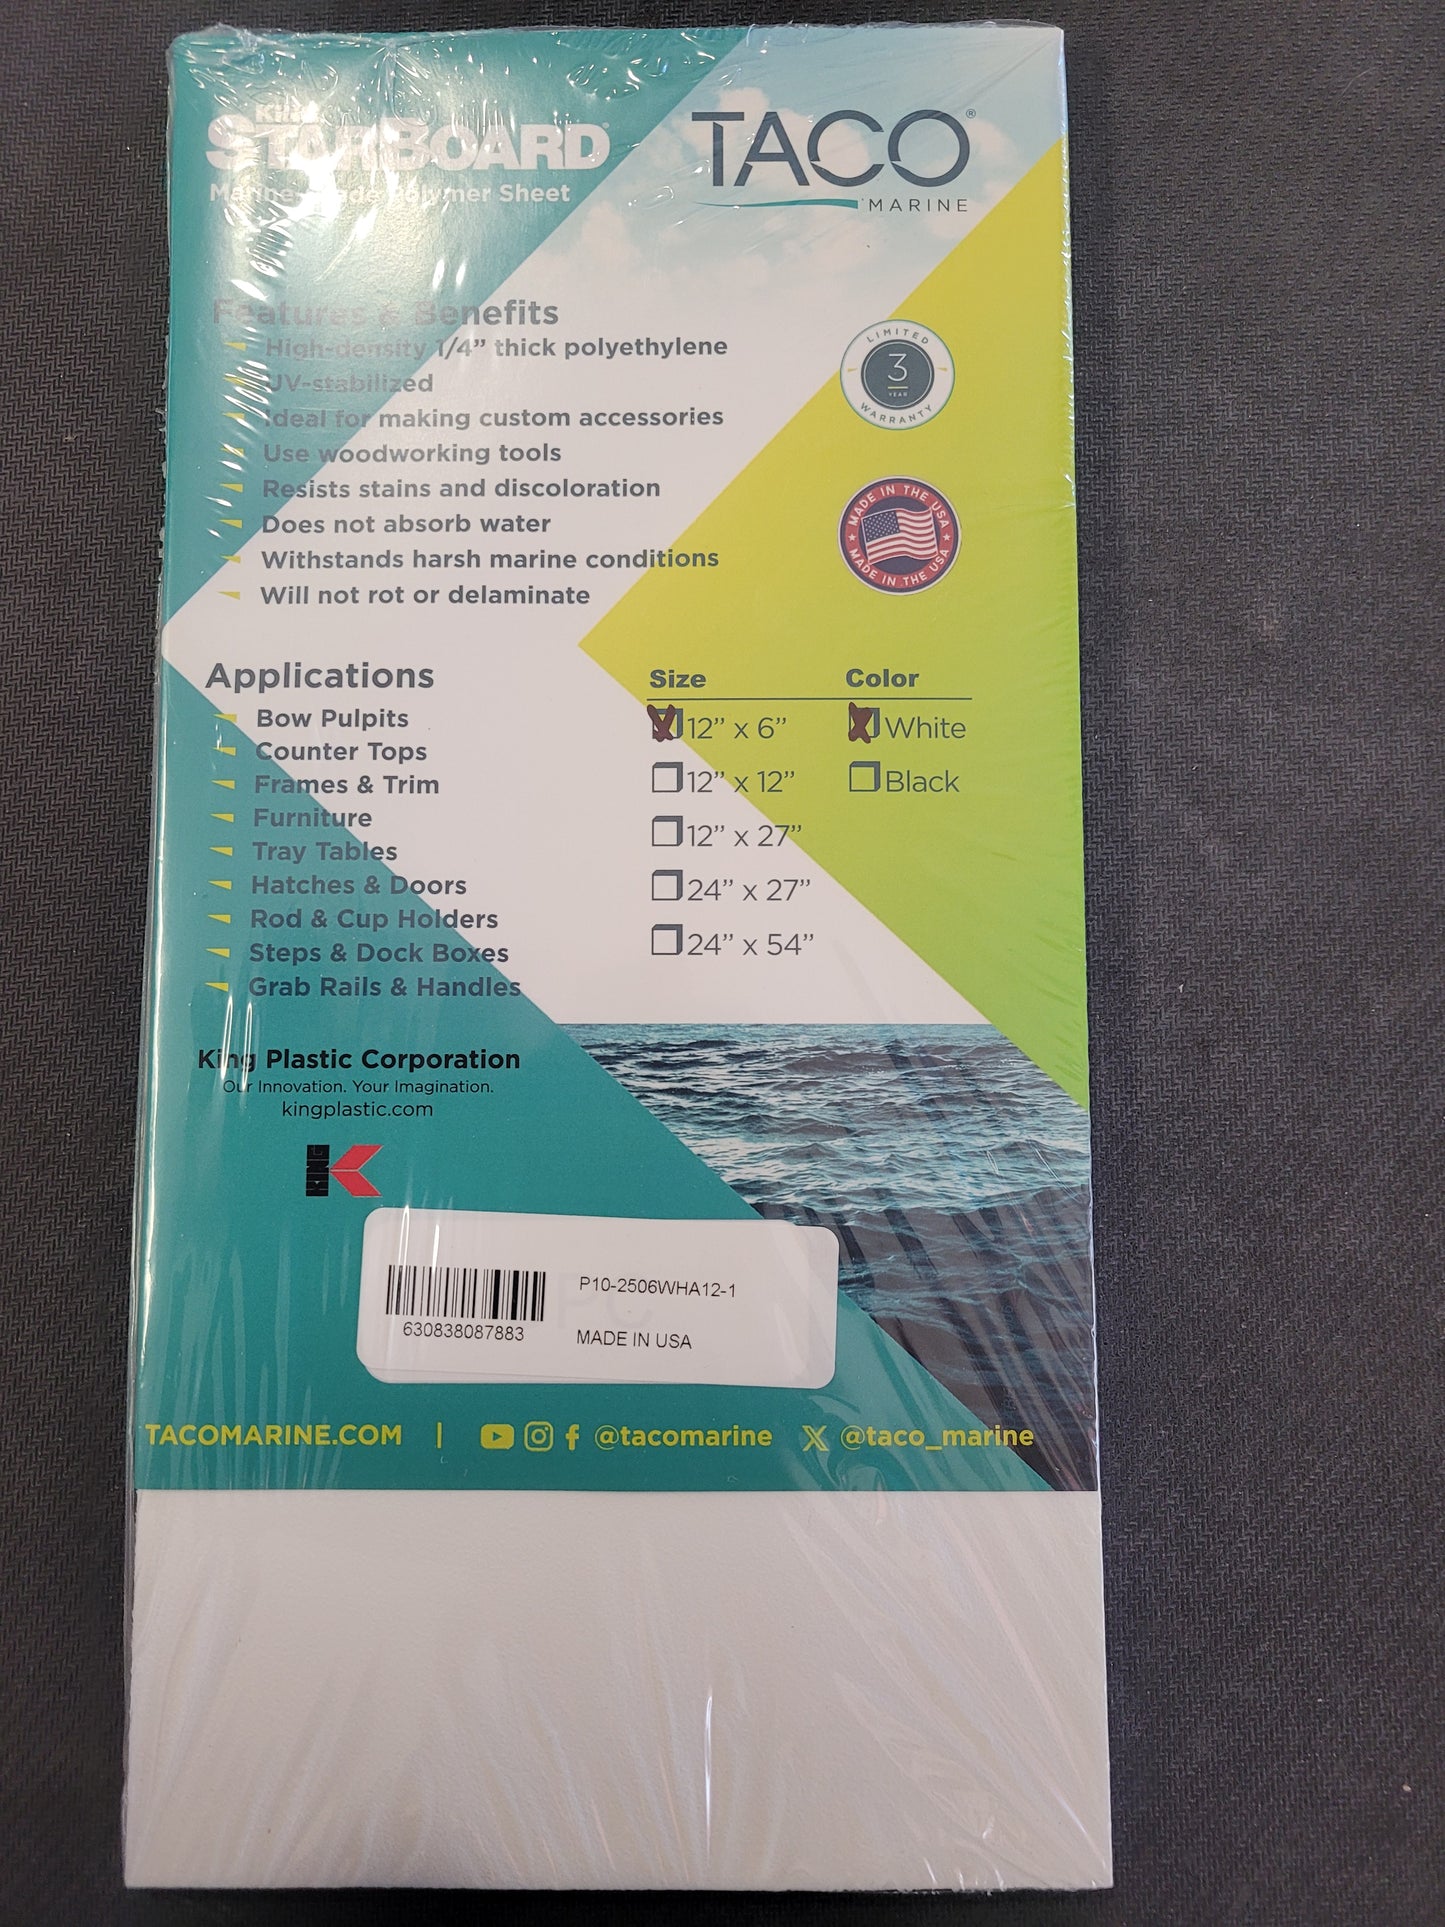 King
STARBOARD®
Marine-Grade Polymer Sheet
TACO®
MARINE
Features & Benefits
High-density 1/4" thick polyethylene
UV-stabilized
Ideal for making custom accessories
Use woodworking tools
Resists stains and discoloration
Does not absorb water
Withstands harsh marine conditions
Will not rot or delaminate
LIMITED
3
YEAR
WARRANTY
MADE IN THE USA
MADE IN THE USA
Applications
Bow Pulpits
Counter Tops
Frames & Trim
Furniture
Tray Tables
Hatches & Doors
Rod & Cup Holders
Steps & Dock Boxes
Grab Rails & Handles
Size
12" x 6"
12" x 12"
12" x 27"
24" x 27"
24" x 54"
Color
White
Black
King Plastic Corporation
Our Innovation. Your Imagination.
kingplastic.com
KING
K
P10-2506WHA12-1
630838087883
MADE IN USA
TACOMARINE.COM | @tacomarine X @taco_marine